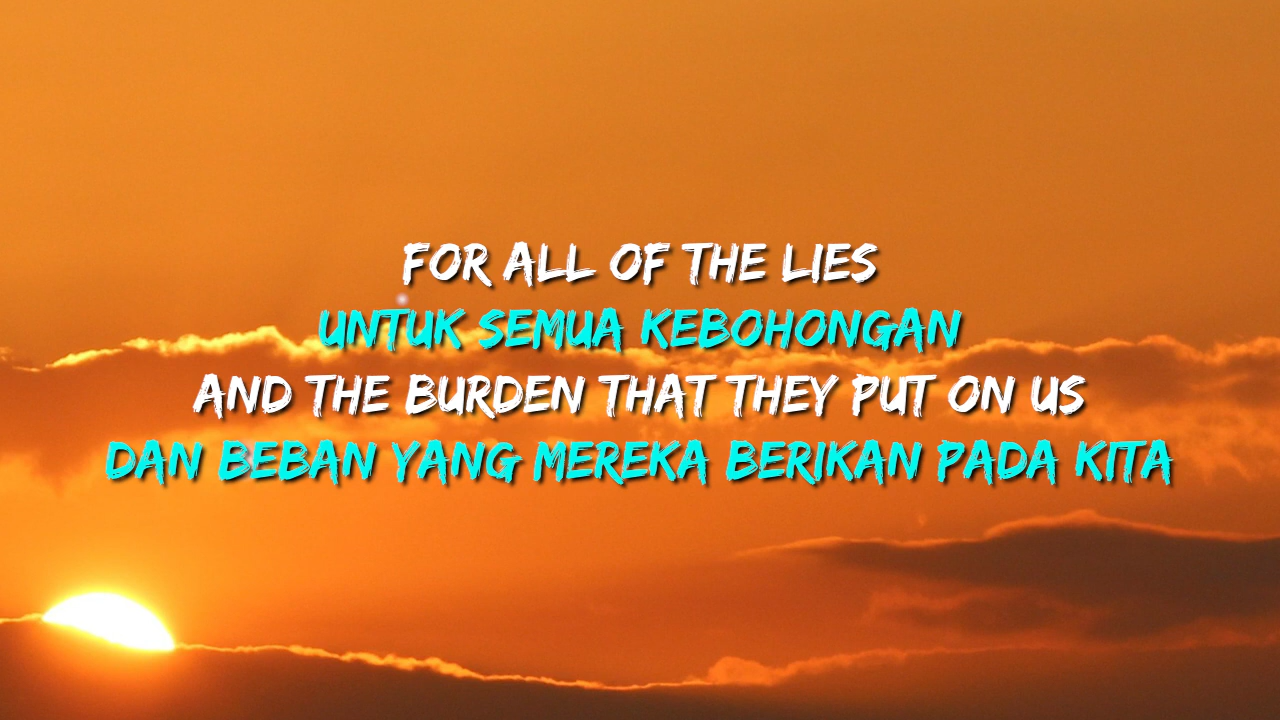 FOR ALL OF THE LIES
UNTUK SEMUA KEBOHONGAN
AND THE BURDEN THAT THEY PUT ON US
DAN BEBAN YANG MEREKA BERIKAN PADA KITA